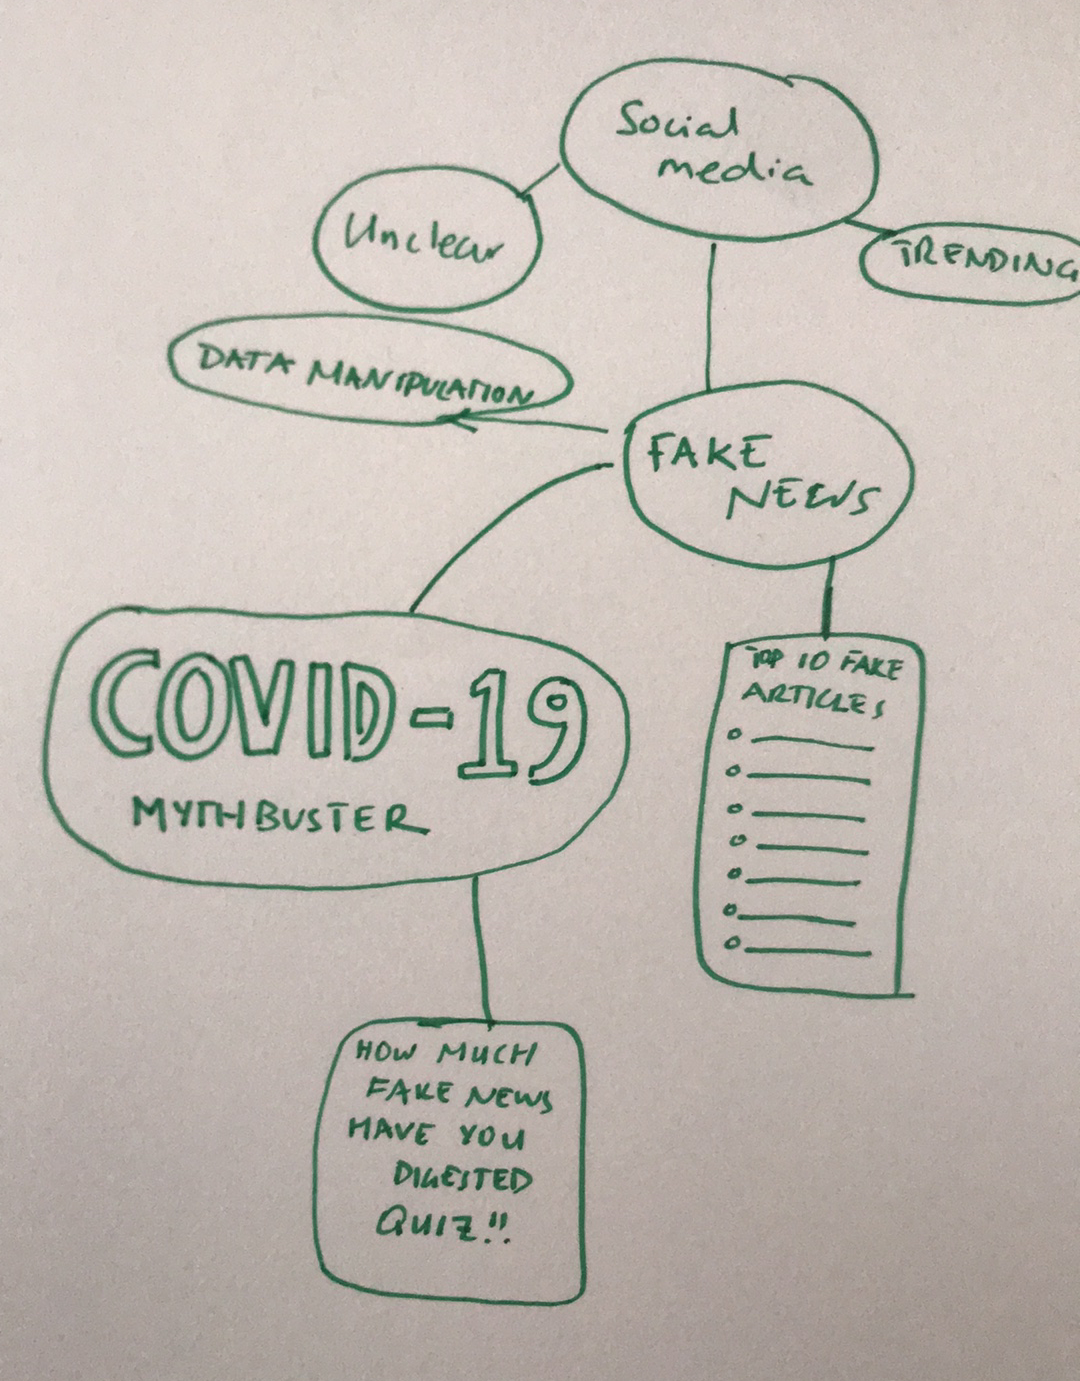 Social
media
Unclear
TRENDING
DATA MANIPULATION
FAKE
NEEWS
COVID-19
MYTHBUSTER
TOP 10 FAKE
ARTICLES
HOW MUCH
FAKE NEWS
HAVE YOU
DIGESTED
QUIZ!!